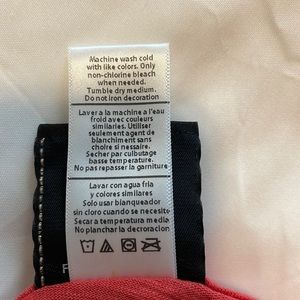 Machine wash cold
with like colors. Only
non-chlorine bleach
when needed.
Tumble dry medium.
Do not iron decoration
Laver a la machine a l'eau
froid avec couleurs
similaries. Utiliser
seulement agent de
blanchiment sans
chlore si necessaire.
Secher par culbutage
basse temperature.
No pas repasser la garniture
Lavar con agua fria
y colores similares
Solo usar blanqueador
sin cloro cuando se necesite
Secar a temperatura media
No planchar la decoration